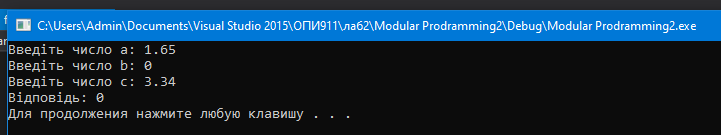 C:\Users\Admin\Documents\Visual Studio 2015\ОПИ911\ла62\Modular Prodramming2\Debug\Modular Prodramming2.exe
Введіть число a: 1.65
Введіть число b: 0
Введіть число c: 3.34
Відповідь: 0
Для продолжения нажмите любую клавишу . . .